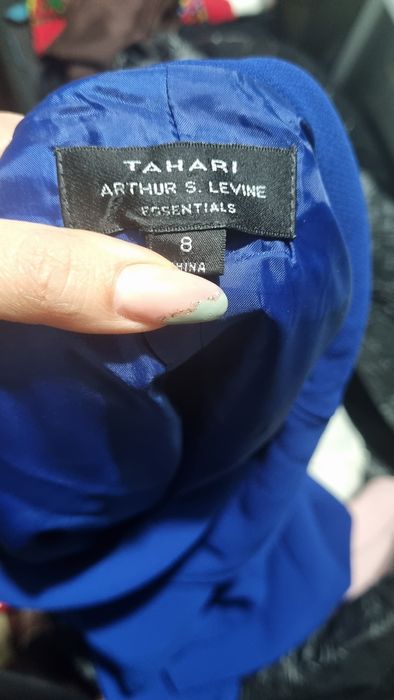 TAHARI
ARTHUR S. LEVINE
ESSENTIALS
8
CHINA